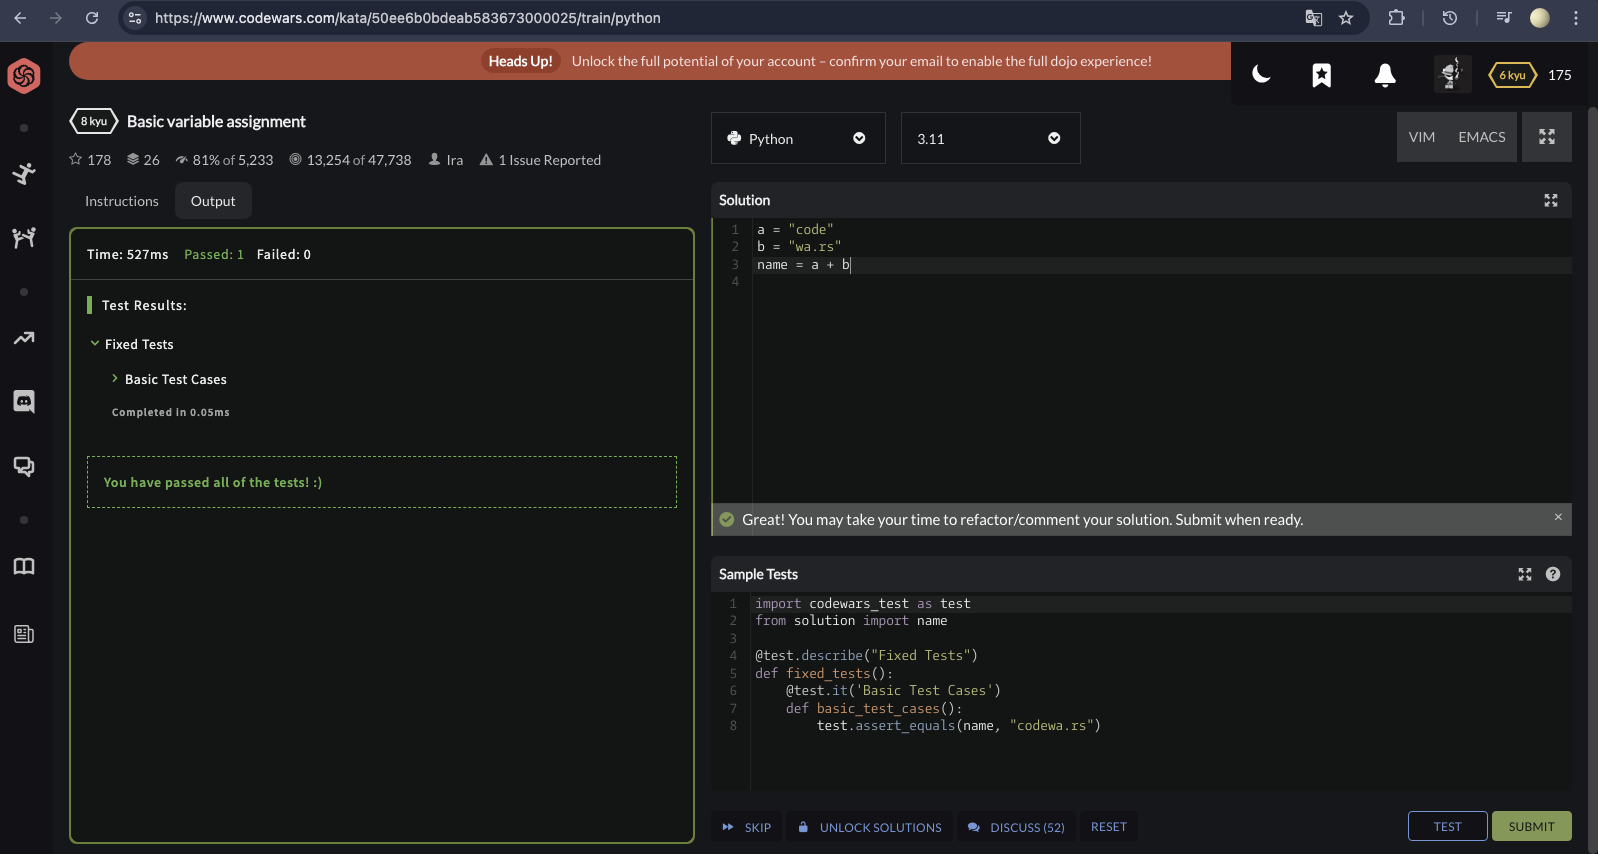 https://www.codewars.com/kata/50ee6b0bdeab583673000025/train/python
Heads Up! Unlock the full potential of your account – confirm your email to enable the full dojo experience!
6 kyu 175
8 kyu Basic variable assignment
178 26 81% of 5,233 13,254 of 47,738 Ira 1 Issue Reported
Instructions Output
Time: 527ms Passed: 1 Failed: 0
Test Results:
Fixed Tests
Basic Test Cases
Completed in 0.05ms
You have passed all of the tests! :)
Python 3.11 VIM EMACS
Solution
1 a = "code"
2 b = "wa.rs"
3 name = a + b
4
Great! You may take your time to refactor/comment your solution. Submit when ready.
Sample Tests
1 import codewars_test as test
2 from solution import name
3
4 @test.describe("Fixed Tests")
5 def fixed_tests():
6     @test.it('Basic Test Cases')
7     def basic_test_cases():
8         test.assert_equals(name, "codewa.rs")
SKIP UNLOCK SOLUTIONS DISCUSS (52) RESET TEST SUBMIT